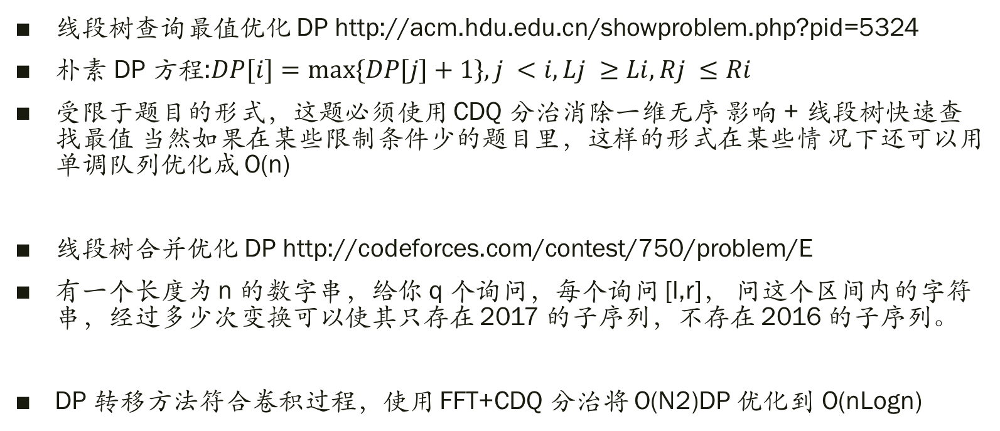 ■ 线段树查询最值优化 DP http://acm.hdu.edu.cn/showproblem.php?pid=5324
■ 朴素 DP 方程:DP[i] = max{DP[j] + 1}, j < i, Lj ≥ Li, Rj ≤ Ri
■ 受限于题目的形式，这题必须使用 CDQ 分治消除一维无序 影响 + 线段树快速查
找最值 当然如果在某些限制条件少的题目里，这样的形式在某些情 况下还可以用
单调队列优化成 O(n)
■ 线段树合并优化 DP http://codeforces.com/contest/750/problem/E
■ 有一个长度为 n 的数字串，给你 q 个询问，每个询问 [l,r]， 问这个区间内的字符
串，经过多少次变换可以使其只存在 2017 的子序列，不存在 2016 的子序列。
■ DP 转移方法符合卷积过程，使用 FFT+CDQ 分治将 O(N2)DP 优化到 O(nLogn)